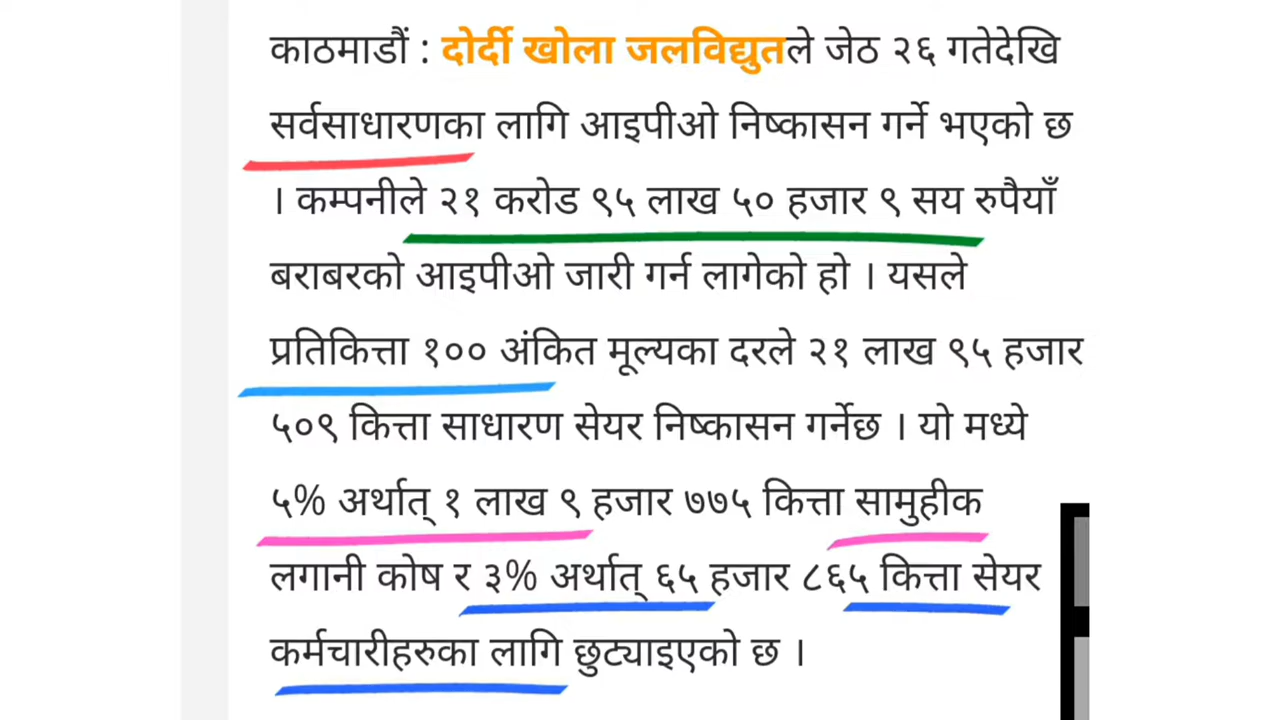 काठमाडौं : दोर्दी खोला जलविद्युतले जेठ २६ गतेदेखि
सर्वसाधारणका लागि आइपीओ निष्कासन गर्ने भएको छ
। कम्पनीले २१ करोड ९५ लाख ५० हजार ९ सय रुपैयाँ
बराबरको आइपीओ जारी गर्न लागेको हो । यसले
प्रतिकित्ता १०० अंकित मूल्यका दरले २१ लाख ९५ हजार
५०९ कित्ता साधारण सेयर निष्कासन गर्नेछ । यो मध्ये
५% अर्थात् १ लाख ९ हजार ७७५ कित्ता सामुहीक
लगानी कोष र ३% अर्थात् ६५ हजार ८६५ कित्ता सेयर
कर्मचारीहरुका लागि छुट्याइएको छ ।